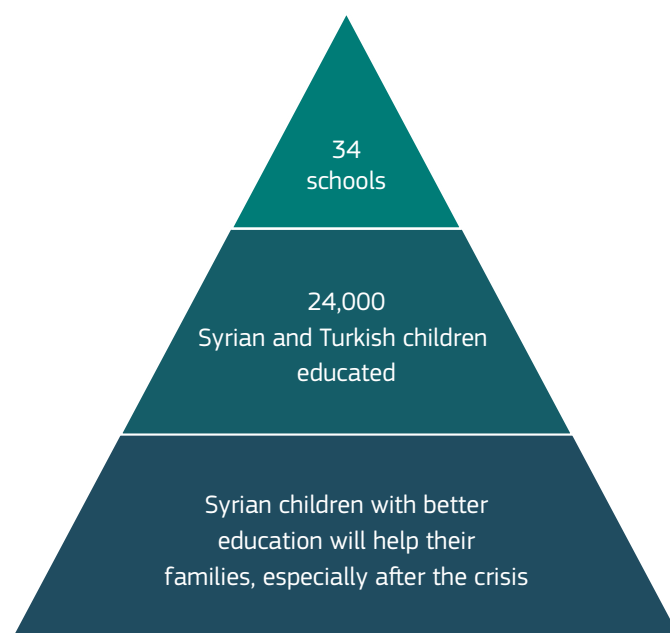 34
schools
24,000
Syrian and Turkish children
educated
Syrian children with better
education will help their
families, especially after the crisis